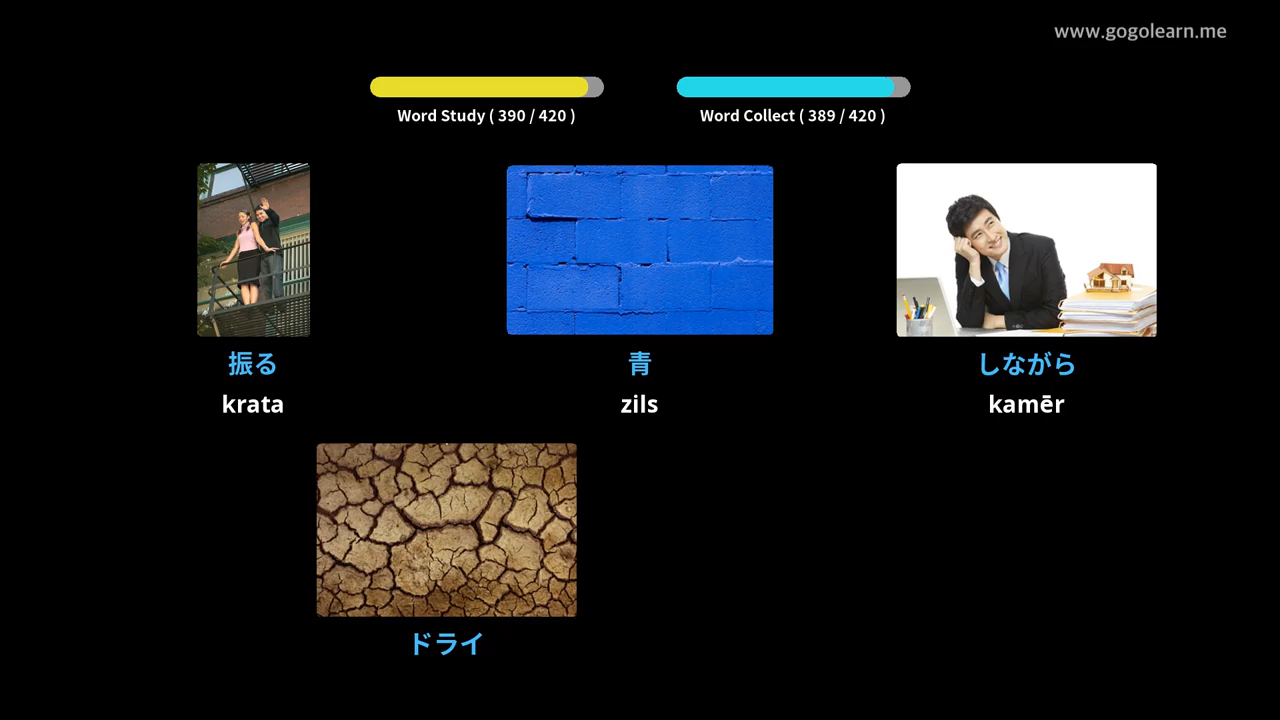 www.gogolearn.me
Word Study ( 390 / 420 )
Word Collect ( 389 / 420 )
振る
krata
青
zils
しながら
kamēr
ドライ